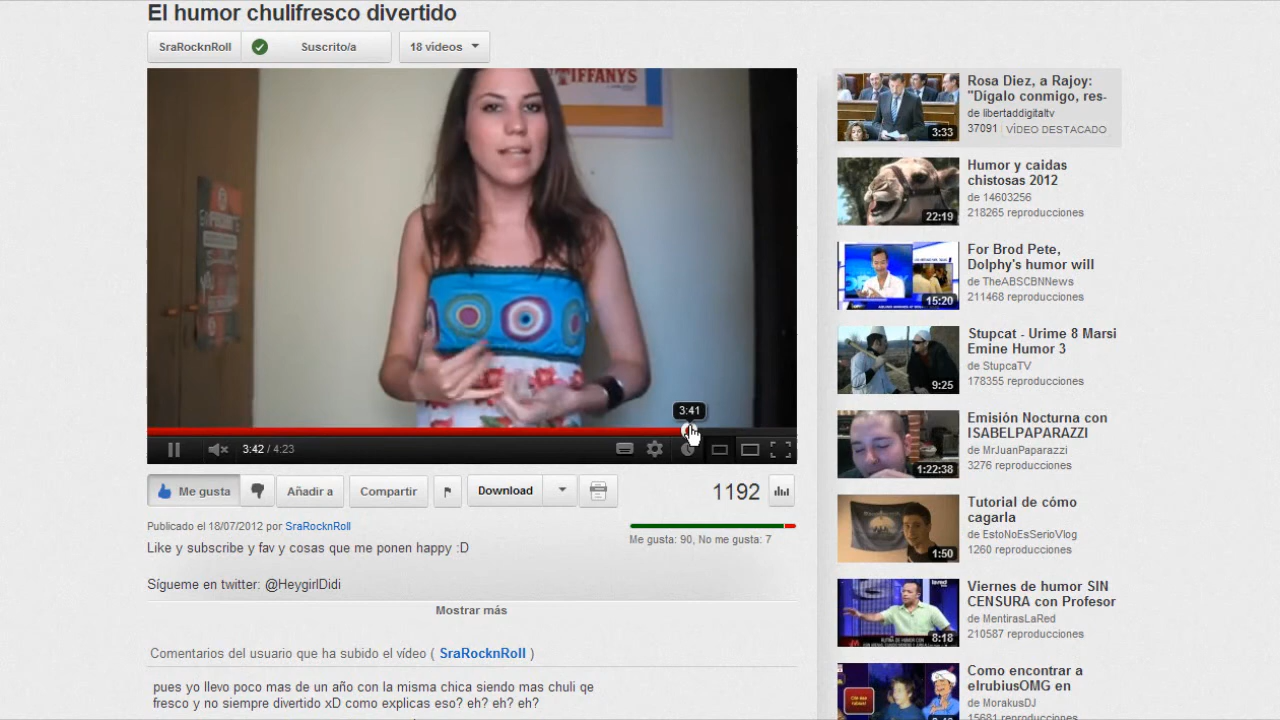 El humor chulifresco divertido
SraRocknRoll
Suscrito/a
18 vídeos
TIFFANYS
3:41
3:42 / 4:23
Me gusta
Añadir a
Compartir
Download
1192
Publicado el 18/07/2012 por SraRocknRoll
Me gusta: 90, No me gusta: 7
Like y subscribe y fav y cosas que me ponen happy :D
Sígueme en twitter: @HeygirlDidi
Mostrar más
Comentarios del usuario que ha subido el vídeo ( SraRocknRoll )
pues yo llevo poco mas de un año con la misma chica siendo mas chuli qe
fresco y no siempre divertido XD como explicas eso? eh? eh? eh?
3:33
Rosa Diez, a Rajoy:
"Dígalo conmigo, res-
de libertaddigitaltv
37091 VÍDEO DESTACADO
22:19
Humor y caidas
chistosas 2012
de 14603256
218265 reproducciones
15:20
For Brod Pete,
Dolphy's humor will
de TheABSCBNNews
211468 reproducciones
9:25
Stupcat - Urime 8 Marsi
Emine Humor 3
de StupcaTV
178355 reproducciones
1:22:38
Emisión Nocturna con
ISABELPAPARAZZI
de MrJuanPaparazzi
3276 reproducciones
1:50
Tutorial de cómo
cagarla
de EstoNoEsSerioVlog
1260 reproducciones
8:18
Viernes de humor SIN
CENSURA con Profesor
de MentirasLaRed
210587 reproducciones
Como encontrar a
elrubiusOMG en
de MorakusDJ
15681 reproducciones